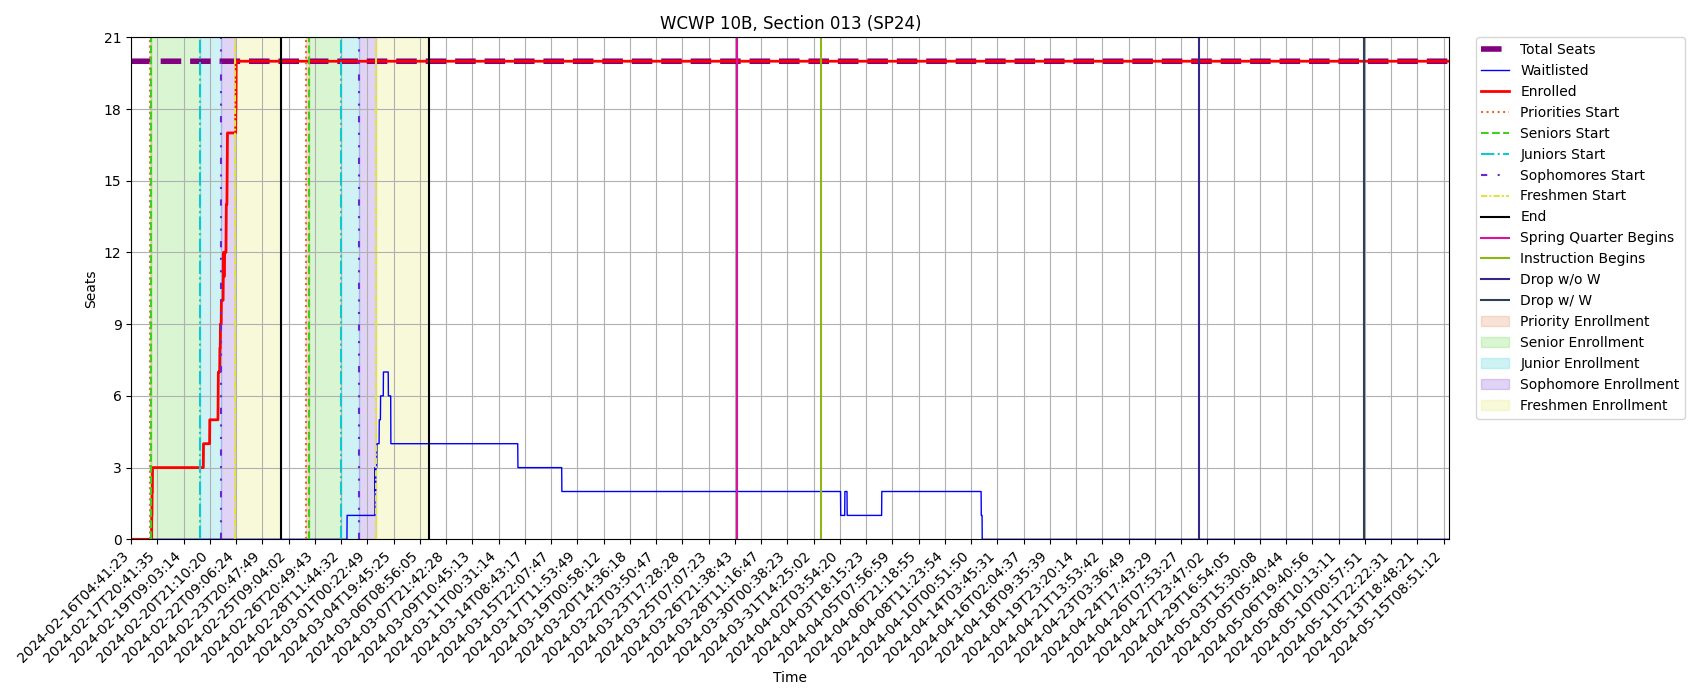 WCWP 10B, Section 013 (SP24)
21
18
15
12
9
6
3
0
Seats
2024-02-16T04:41:23
2024-02-17T20:41:35
2024-02-19T09:03:14
2024-02-20T21:10:20
2024-02-22T09:06:24
2024-02-23T20:47:49
2024-02-25T09:04:02
2024-02-26T20:49:43
2024-02-28T11:44:32
2024-03-01T00:22:49
2024-03-04T19:45:25
2024-03-06T08:56:05
2024-03-07T21:42:28
2024-03-09T10:45:13
2024-03-11T00:31:14
2024-03-14T08:43:17
2024-03-15T22:07:47
2024-03-17T11:53:49
2024-03-19T00:58:12
2024-03-20T14:36:18
2024-03-22T03:50:47
2024-03-23T17:28:28
2024-03-25T07:07:23
2024-03-26T21:38:43
2024-03-28T11:16:47
2024-03-30T00:38:23
2024-03-31T14:25:02
2024-04-02T03:54:20
2024-04-03T18:15:23
2024-04-05T07:56:59
2024-04-06T21:18:55
2024-04-08T11:23:54
2024-04-10T00:51:50
2024-04-14T03:45:31
2024-04-16T02:04:37
2024-04-18T09:35:39
2024-04-19T23:20:14
2024-04-21T13:53:42
2024-04-23T03:36:49
2024-04-24T17:43:29
2024-04-26T07:53:27
2024-04-27T23:47:02
2024-04-29T16:54:05
2024-05-03T15:30:08
2024-05-05T05:40:44
2024-05-06T19:40:56
2024-05-08T10:13:11
2024-05-10T00:57:51
2024-05-11T22:22:31
2024-05-13T18:48:21
2024-05-15T08:51:12
Time
Total Seats
Waitlisted
Enrolled
Priorities Start
Seniors Start
Juniors Start
Sophomores Start
Freshmen Start
End
Spring Quarter Begins
Instruction Begins
Drop w/o W
Drop w/ W
Priority Enrollment
Senior Enrollment
Junior Enrollment
Sophomore Enrollment
Freshmen Enrollment